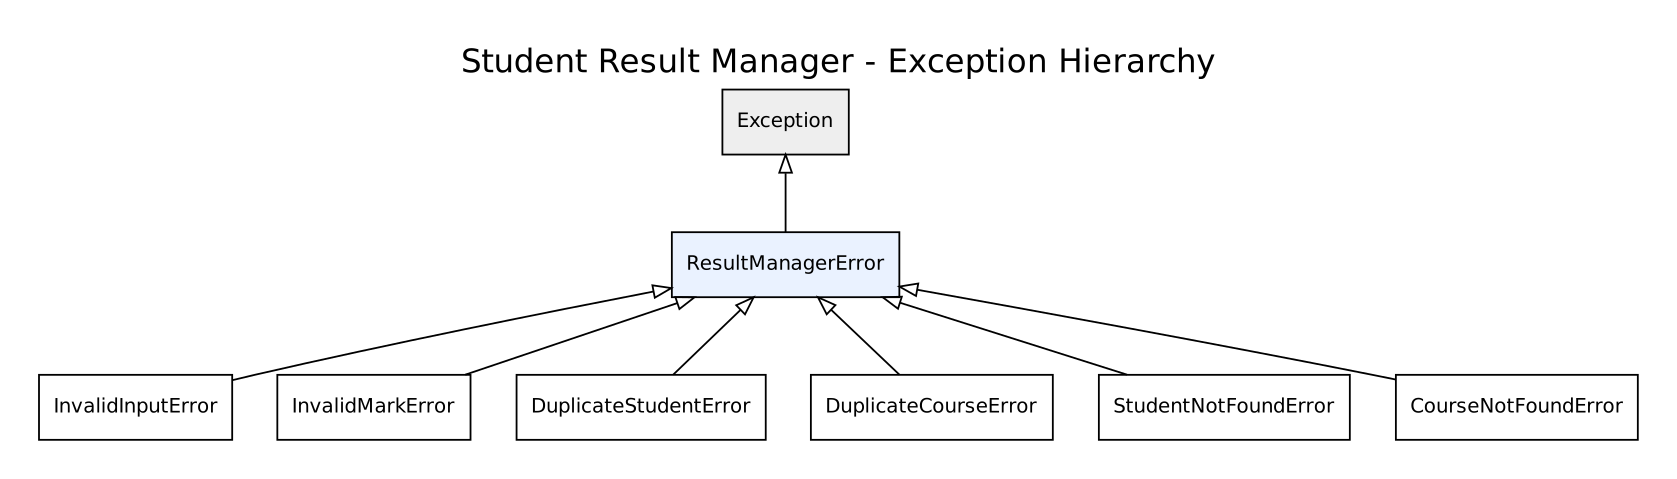 Student Result Manager - Exception Hierarchy
Exception
ResultManagerError
InvalidInputError
InvalidMarkError
DuplicateStudentError
DuplicateCourseError
StudentNotFoundError
CourseNotFoundError